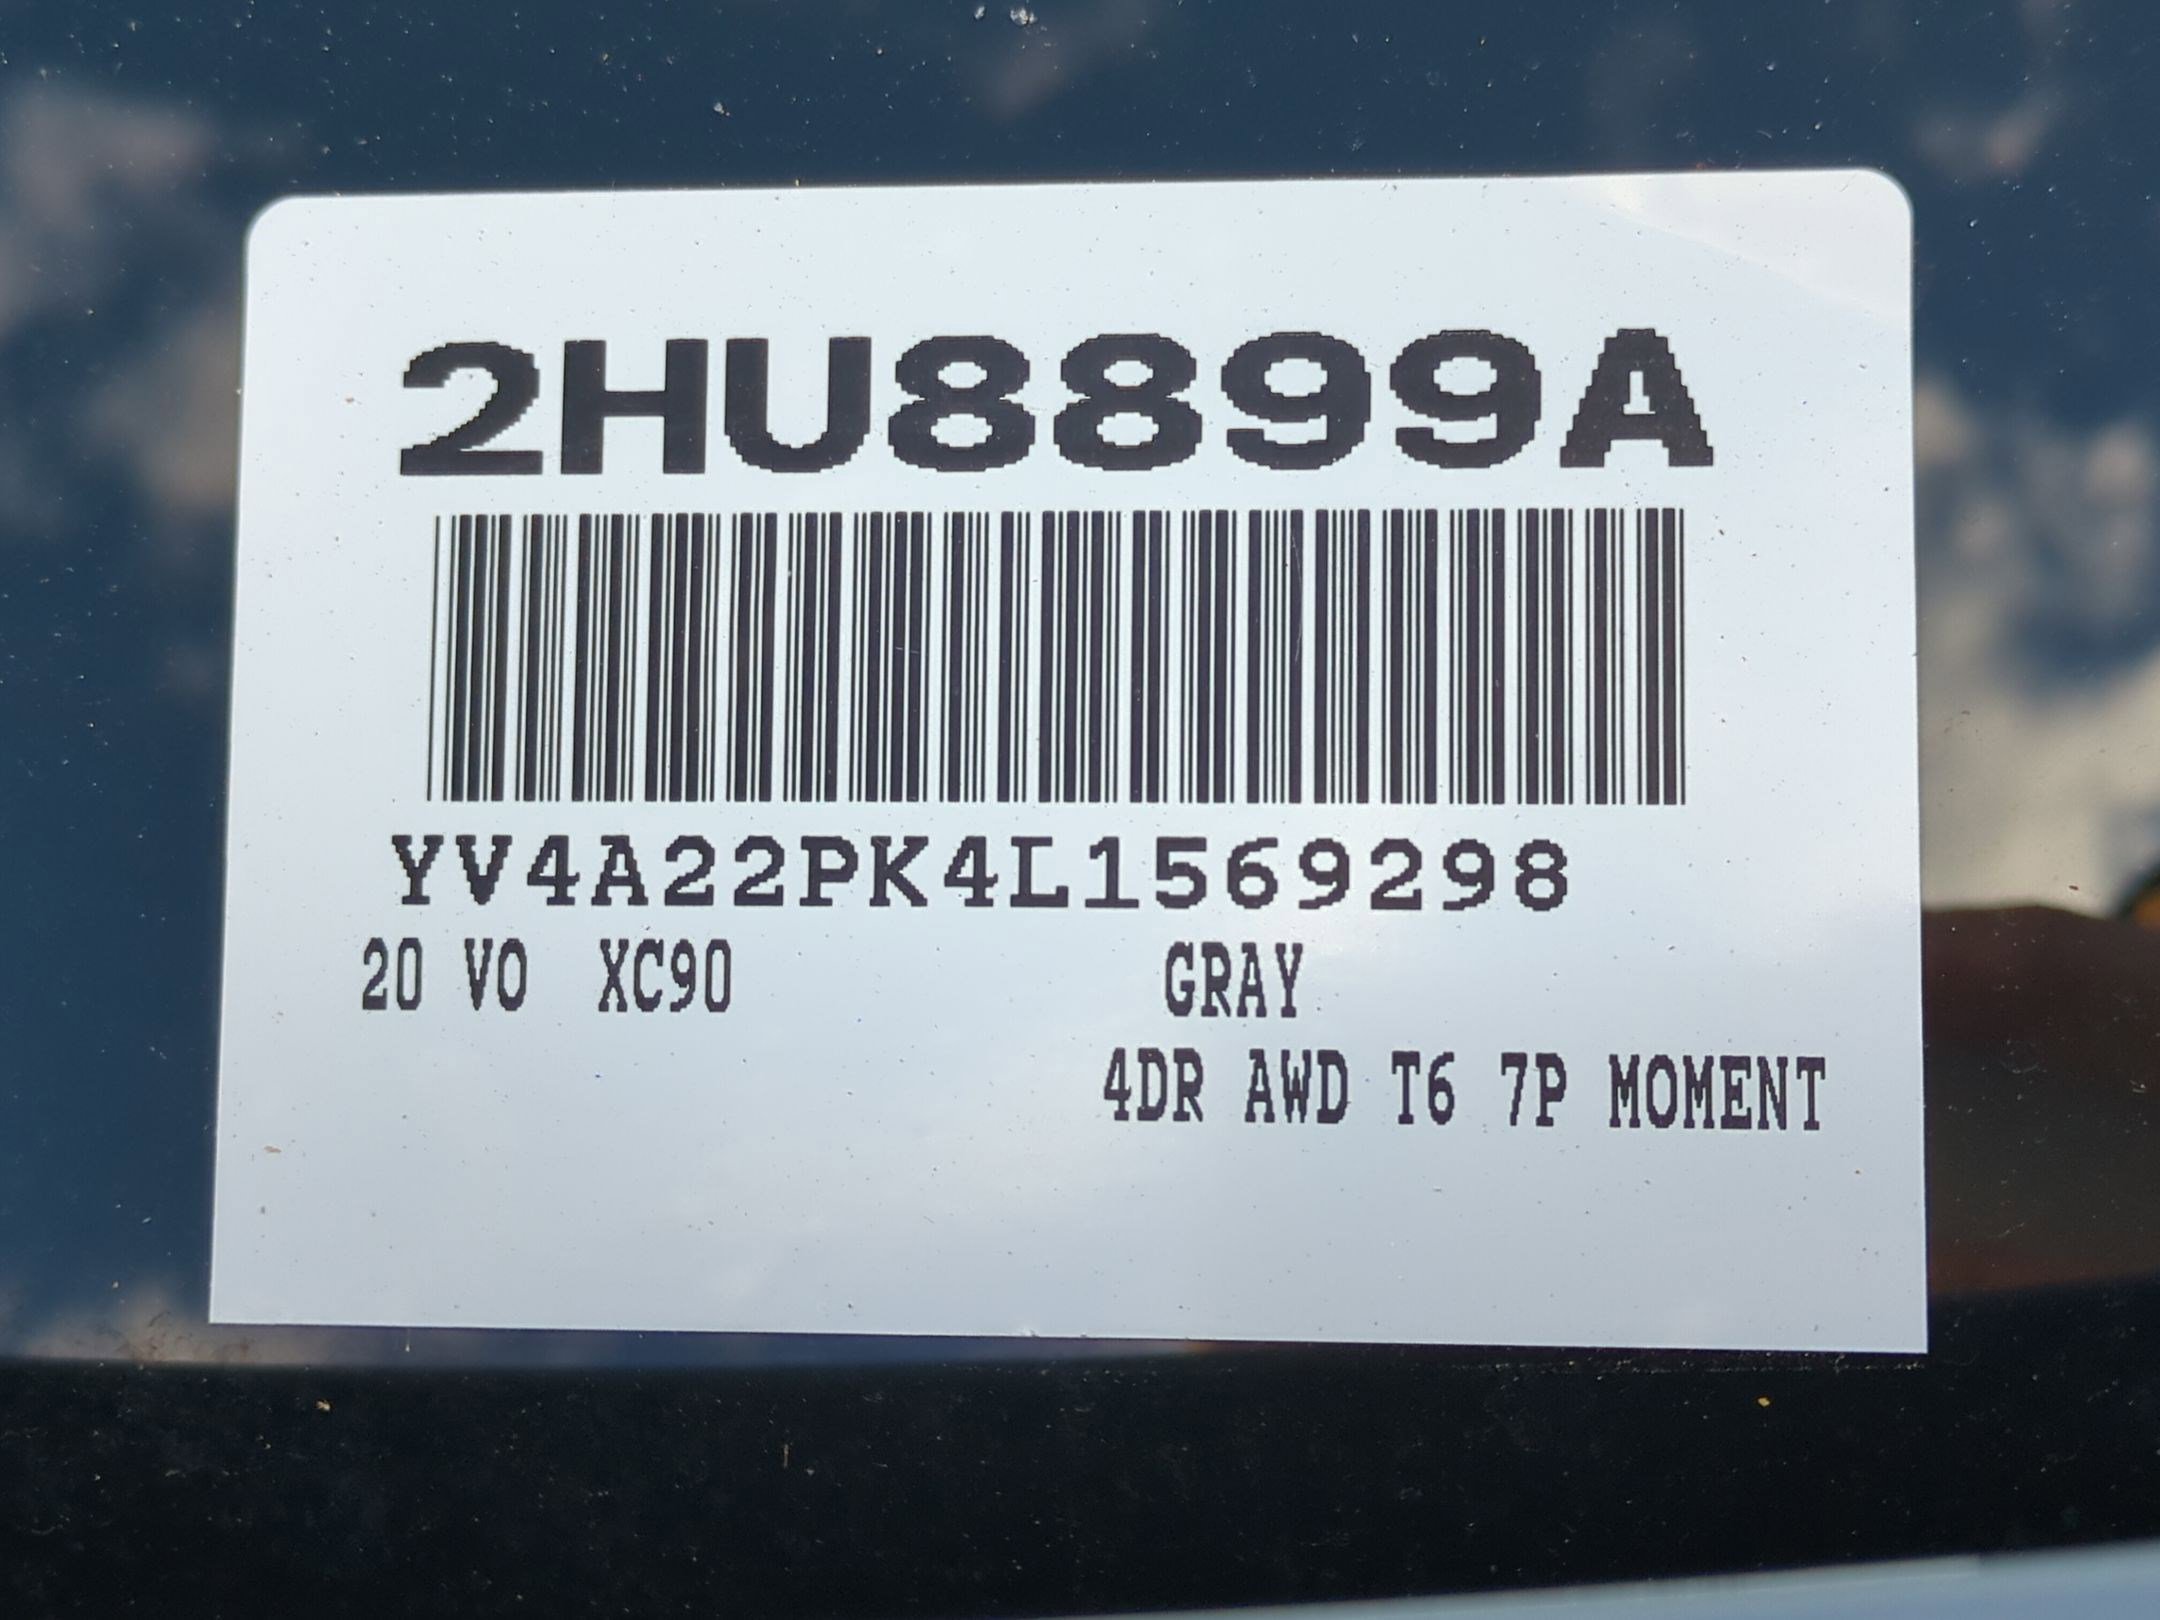 2HU8899A
YV4A22PK4L1569298
20 VO XC90 GRAY
4DR AWD T6 7P MOMENT